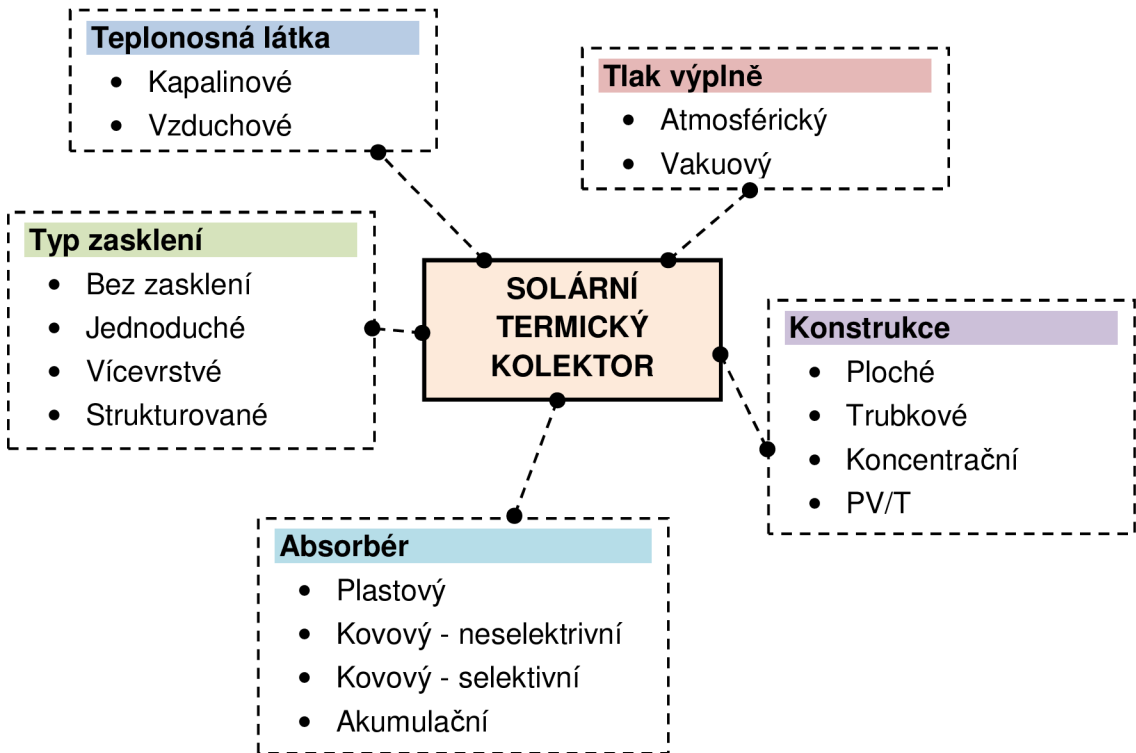 Teplonosná látka
• Kapalinové
• Vzduchové
Tlak výplně
• Atmosférický
• Vakuový
Typ zasklení
• Bez zasklení
• Jednoduché
• Vícevrstvé
• Strukturované
SOLÁRNÍ
TERMICKÝ
KOLEKTOR
Konstrukce
• Ploché
• Trubkové
• Koncentrační
• PV/T
Absorbér
• Plastový
• Kovový - neselektrivní
• Kovový - selektivní
• Akumulační